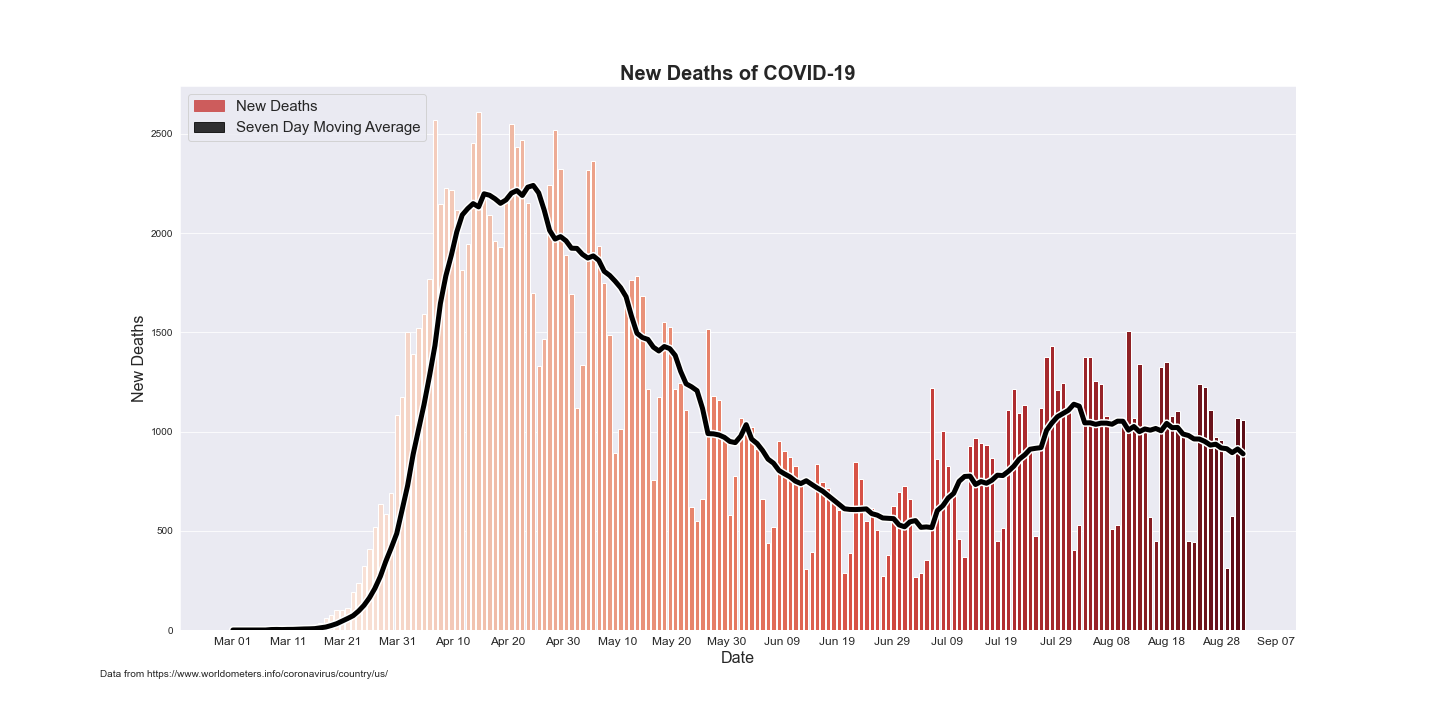 New Deaths of COVID-19
New Deaths
Seven Day Moving Average
2500
2000
1500
1000
500
0
New Deaths
Mar 01 Mar 11 Mar 21 Mar 31 Apr 10 Apr 20 Apr 30 May 10 May 20 May 30 Jun 09 Jun 19 Jun 29 Jul 09 Jul 19 Jul 29 Aug 08 Aug 18 Aug 28 Sep 07
Date
Data from https://www.worldometers.info/coronavirus/country/us/